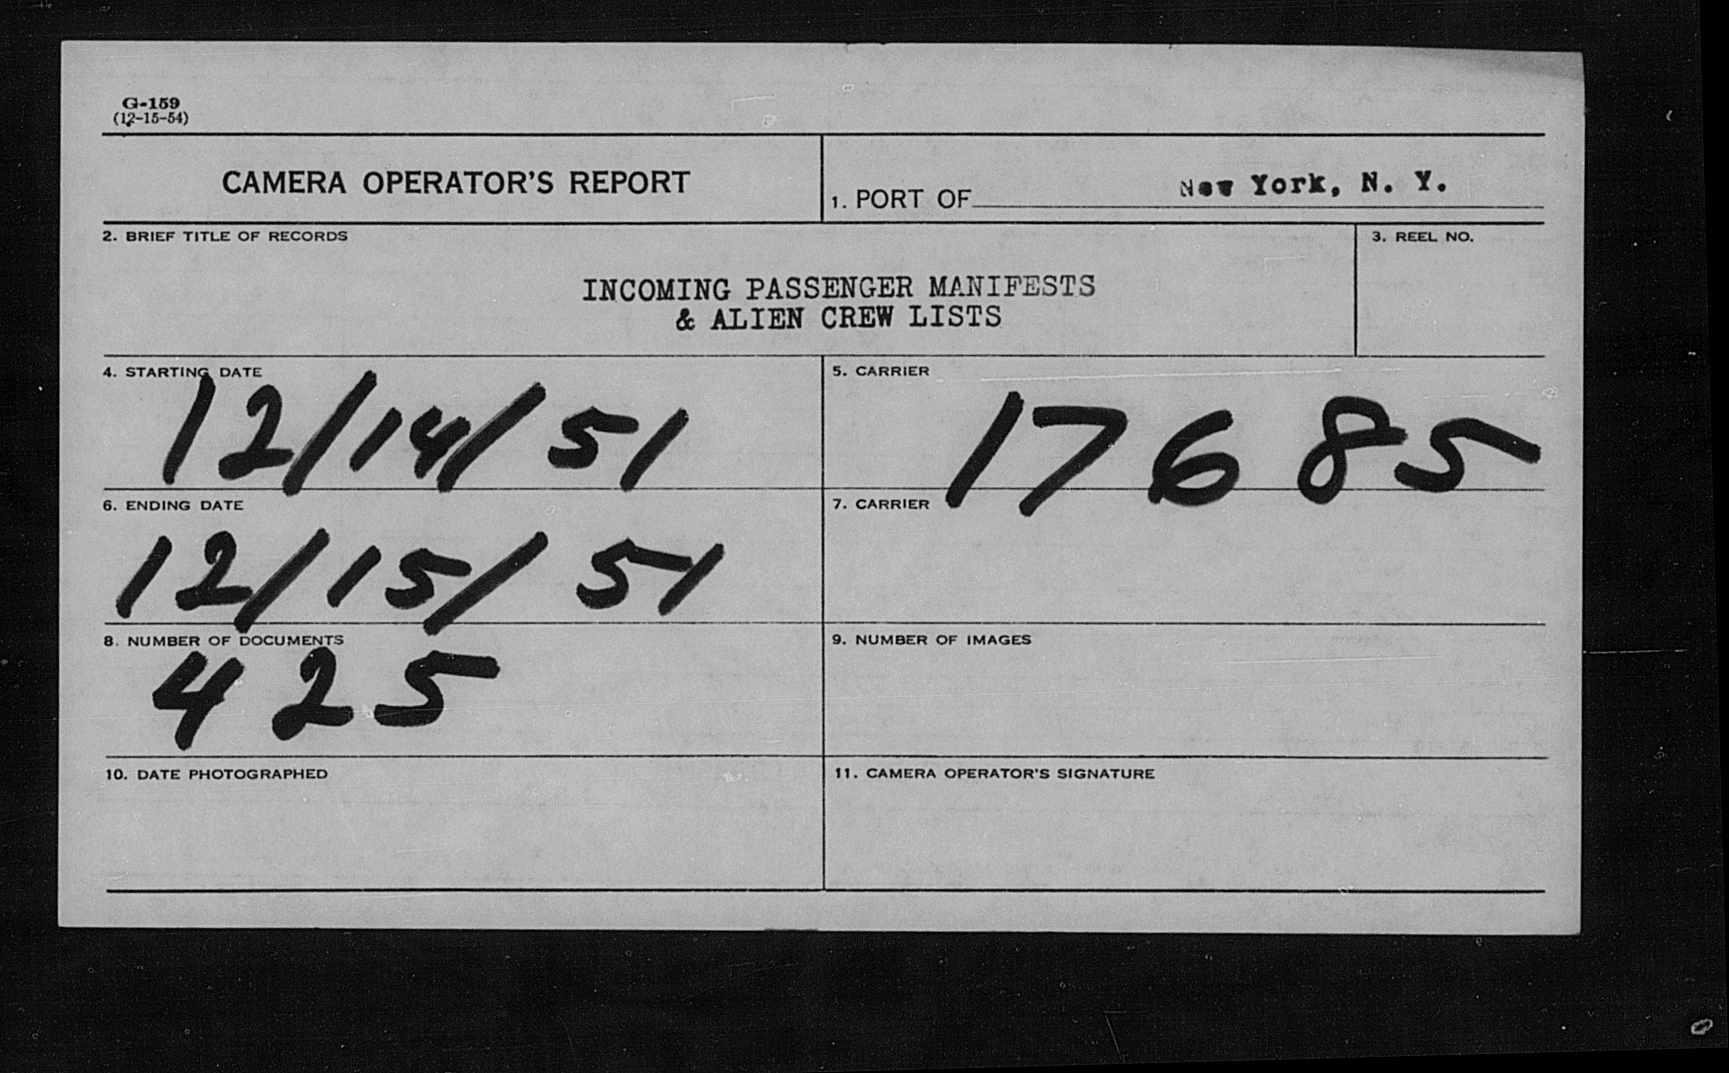 G-159
(12-15-54)
CAMERA OPERATOR'S REPORT
1. PORT OF New York, N. Y.
2. BRIEF TITLE OF RECORDS
3. REEL NO.
INCOMING PASSENGER MANIFESTS
& ALIEN CREW LISTS
4. STARTING DATE
12/14/51
5. CARRIER
17685
6. ENDING DATE
12/15/51
7. CARRIER
8. NUMBER OF DOCUMENTS
425
9. NUMBER OF IMAGES
10. DATE PHOTOGRAPHED
11. CAMERA OPERATOR'S SIGNATURE